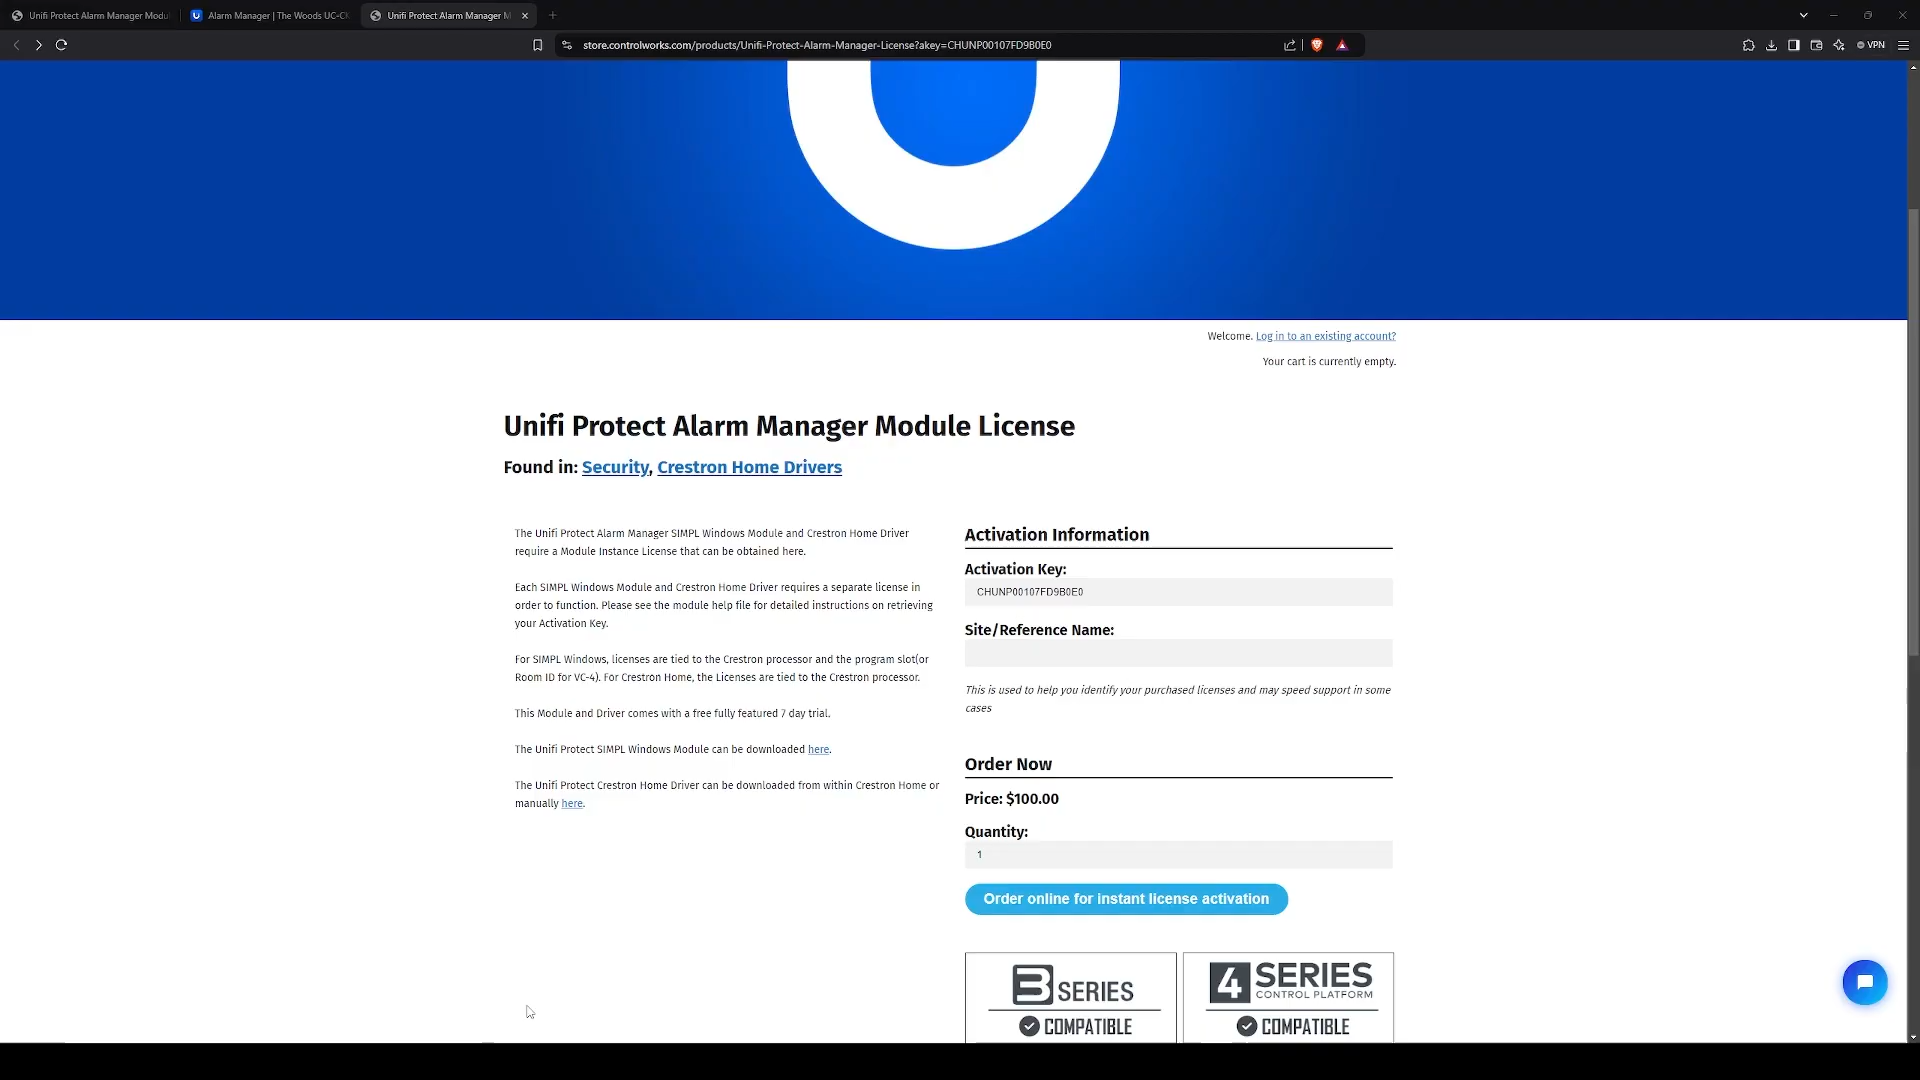 Unifi Protect Alarm Manager Modu
Alarm Manager | The Woods UC-C
Unifi Protect Alarm Manager M
store.controlworks.com/products/Unifi-Protect-Alarm-Manager-License?akey=CHUNP00107FD9B0E0
VPN
Welcome. Log in to an existing account?
Your cart is currently empty.
Unifi Protect Alarm Manager Module License
Found in: Security, Crestron Home Drivers
The Unifi Protect Alarm Manager SIMPL Windows Module and Crestron Home Driver
require a Module Instance License that can be obtained here.
Each SIMPL Windows Module and Crestron Home Driver requires a separate license in
order to function. Please see the module help file for detailed instructions on retrieving
your Activation Key.
For SIMPL Windows, licenses are tied to the Crestron processor and the program slot(or
Room ID for VC-4). For Crestron Home, the Licenses are tied to the Crestron processor.
This Module and Driver comes with a free fully featured 7 day trial.
The Unifi Protect SIMPL Windows Module can be downloaded here.
The Unifi Protect Crestron Home Driver can be downloaded from within Crestron Home or
manually here.
Activation Information
Activation Key:
CHUNP00107FD9B0E0
Site/Reference Name:
This is used to help you identify your purchased licenses and may speed support in some
cases
Order Now
Price: $100.00
Quantity:
1
Order online for instant license activation
3 SERIES
COMPATIBLE
4 SERIES
CONTROL PLATFORM
COMPATIBLE